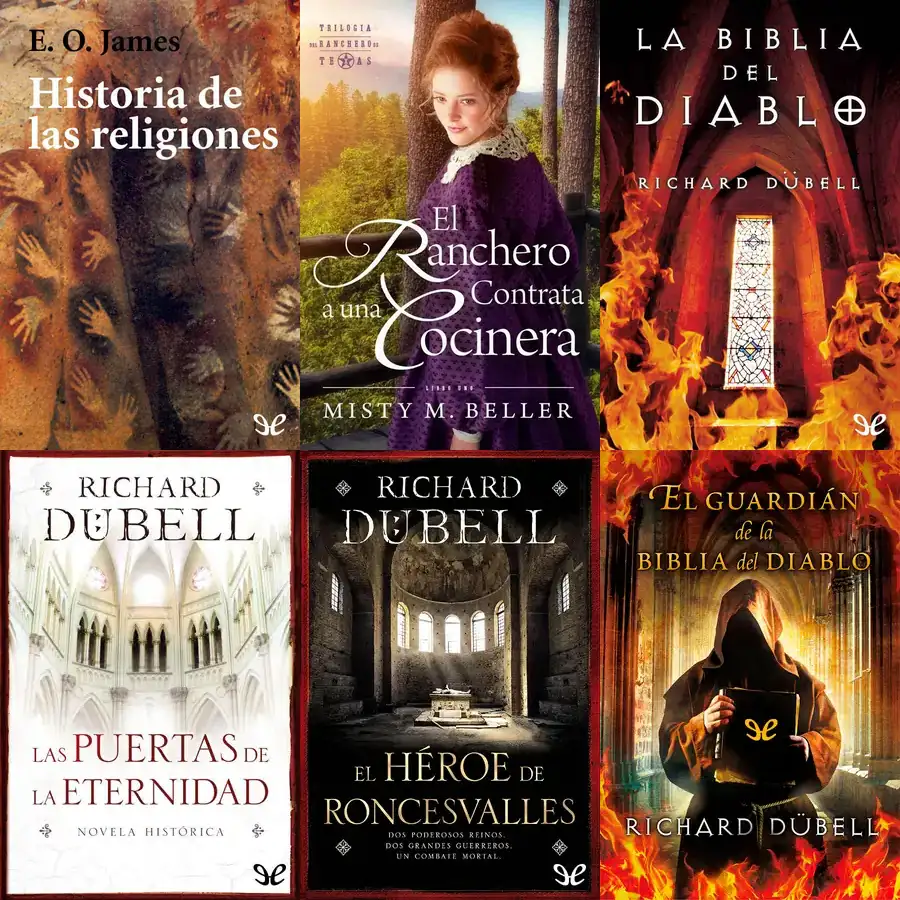 E. O. James
Historia de
las religiones
TRILOGIA
DEL RANCHERO DE
TEXAS
El
Ranchero
Contrata
a una
Cocinera
LIBRO UNO
MISTY M. BELLER
LA BIBLIA
DEL
DIABLO
RICHARD DÜBELL
RICHARD
DÜBELL
LAS PUERTAS DE
LA ETERNIDAD
NOVELA HISTÓRICA
RICHARD
DÜBELL
EL HÉROE DE
RONCESVALLES
DOS PODEROSOS REINOS.
DOS GRANDES GUERREROS.
UN COMBATE MORTAL.
EL GUARDIÁN
de la
BIBLIA del DIABLO
RICHARD DÜBELL